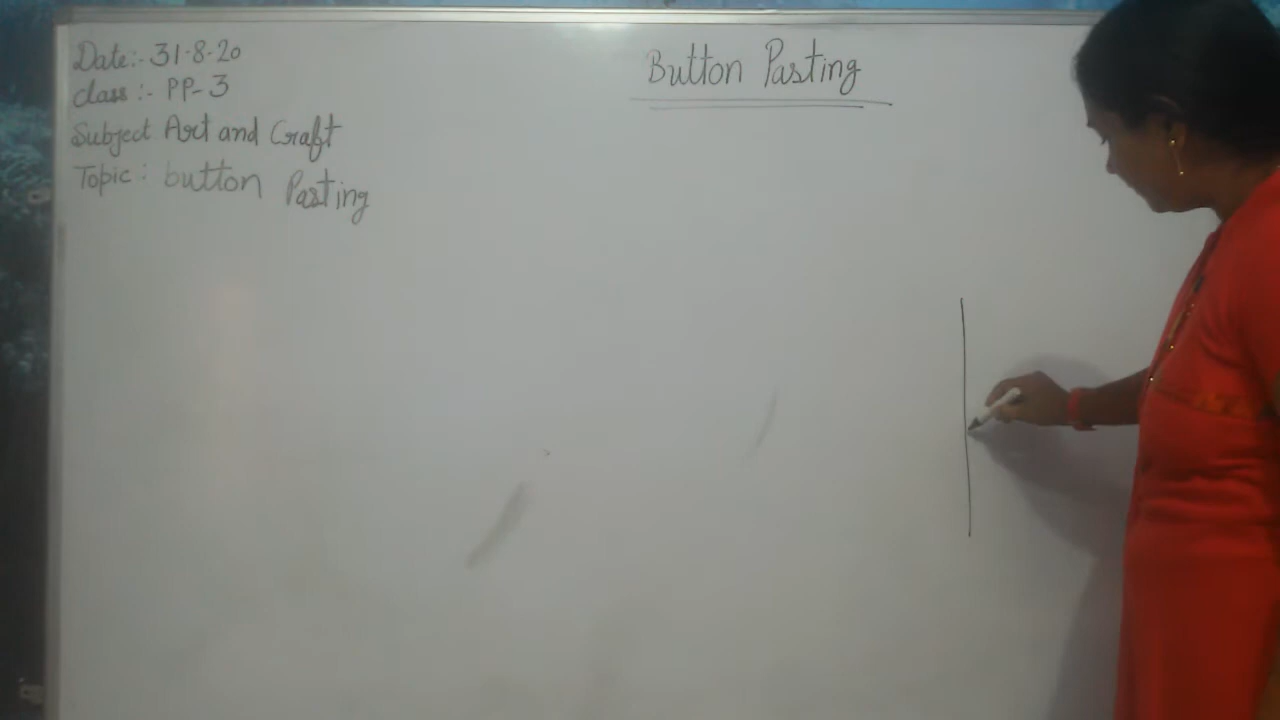 Date:- 31-8-20
class :- PP-3
Subject Art and Craft
Topic: button Pasting
Button Pasting